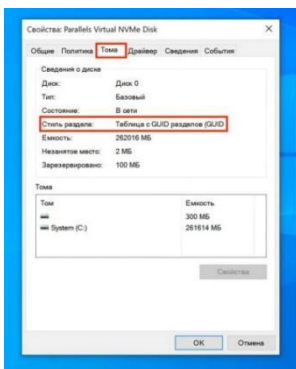 Свойства: Parallels Virtual NVMe Disk
Общие Политика Тома Драйвер Сведения События
Сведения о диске
Диск: Диск 0
Тип: Базовый
Состояние: В сети
Стиль раздела: Таблица с GUID разделов (GUID
Емкость: 262016 МБ
Незанятое место: 2 МБ
Зарезервировано: 100 МБ
Тома
Том Емкость
300 МБ
System (C:) 261614 МБ
Свойства
OK Отмена